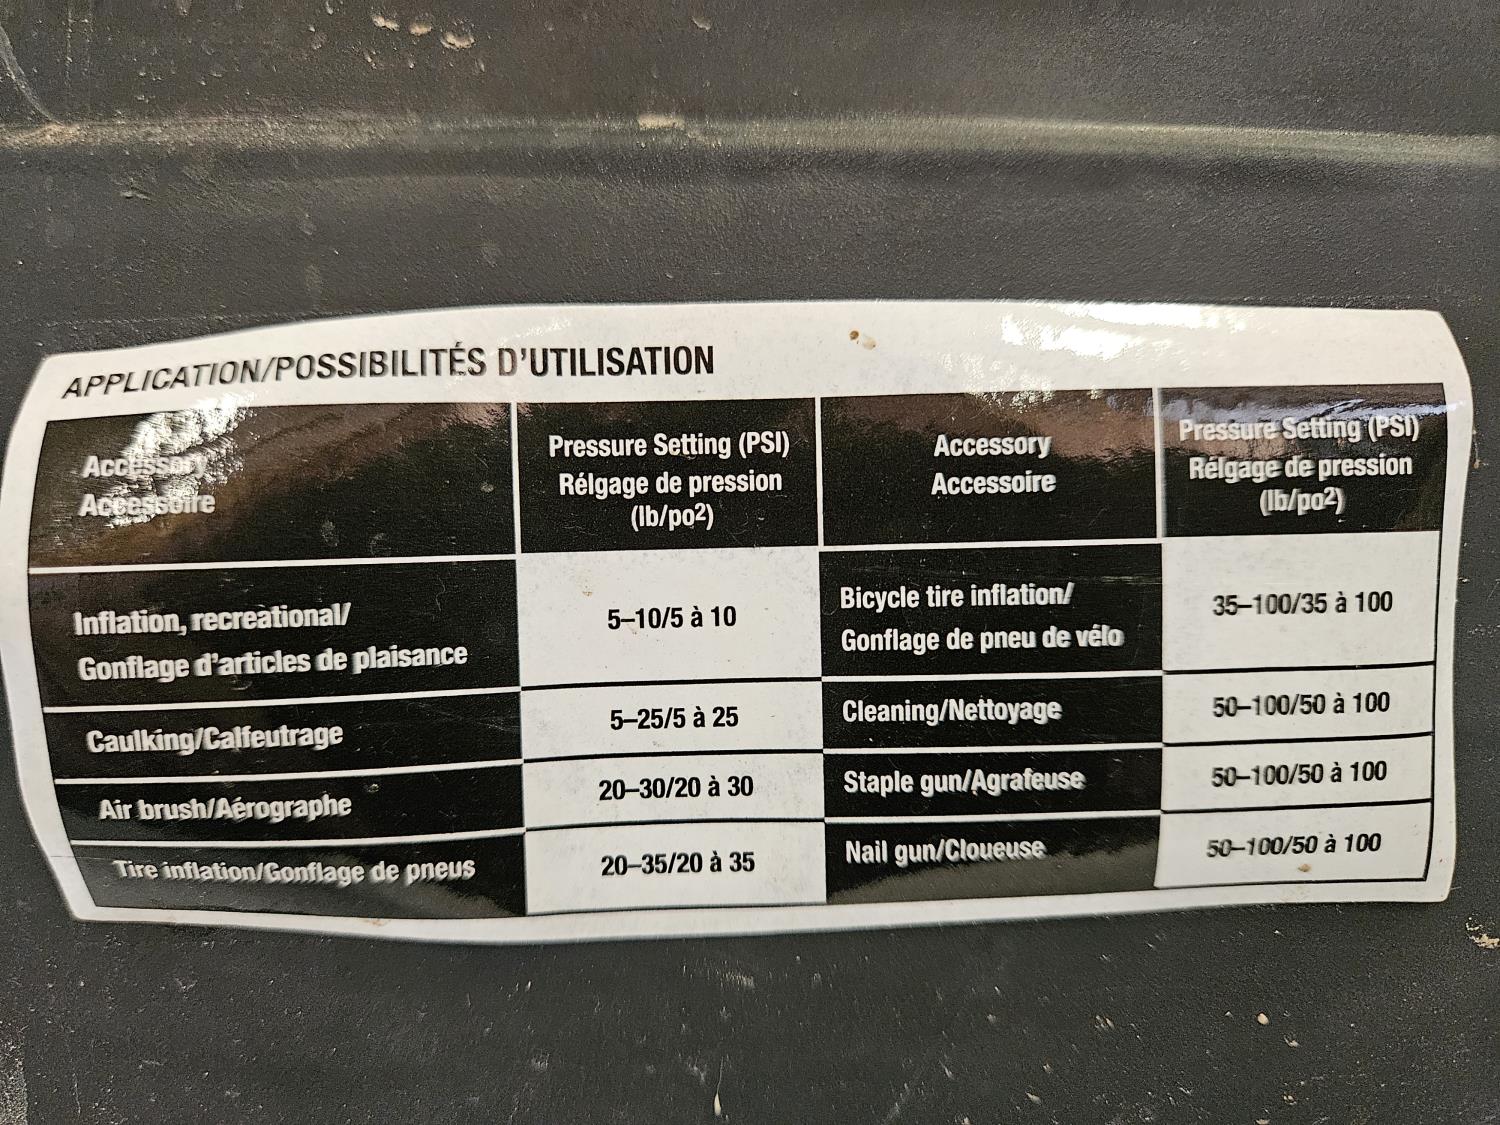 APPLICATION/POSSIBILITÉS D'UTILISATION
Accessory
Accessoire
Pressure Setting (PSI)
Rélgage de pression
(lb/po2)
Accessory
Accessoire
Pressure Setting (PSI)
Rélgage de pression
(lb/po2)
Inflation, recreational/
Gonflage d'articles de plaisance
5–10/5 à 10
Bicycle tire inflation/
Gonflage de pneu de vélo
35–100/35 à 100
Caulking/Calfeutrage
5–25/5 à 25
Cleaning/Nettoyage
50–100/50 à 100
Air brush/Aérographe
20–30/20 à 30
Staple gun/Agrafeuse
50–100/50 à 100
Tire inflation/Gonflage de pneus
20–35/20 à 35
Nail gun/Cloueuse
50–100/50 à 100